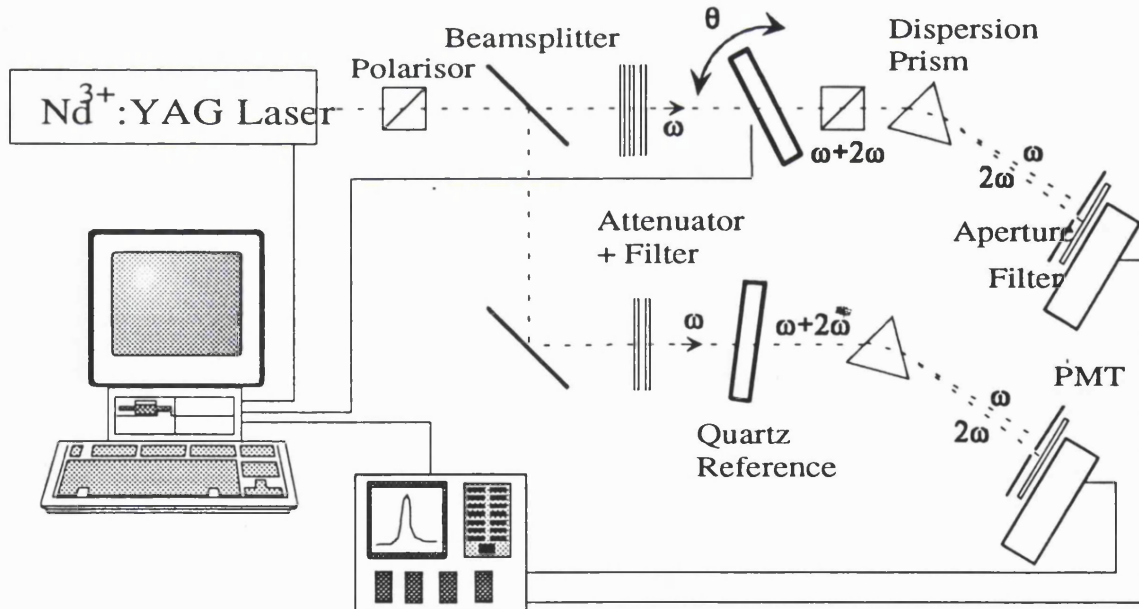 θ
Dispersion
Prism
Beamsplitter
Polarisor
Nd³⁺:YAG Laser
ω
ω+2ω
ω
2ω
Attenuator
+ Filter
Aperture
Filter
ω
ω+2ω
PMT
ω
2ω
Quartz
Reference